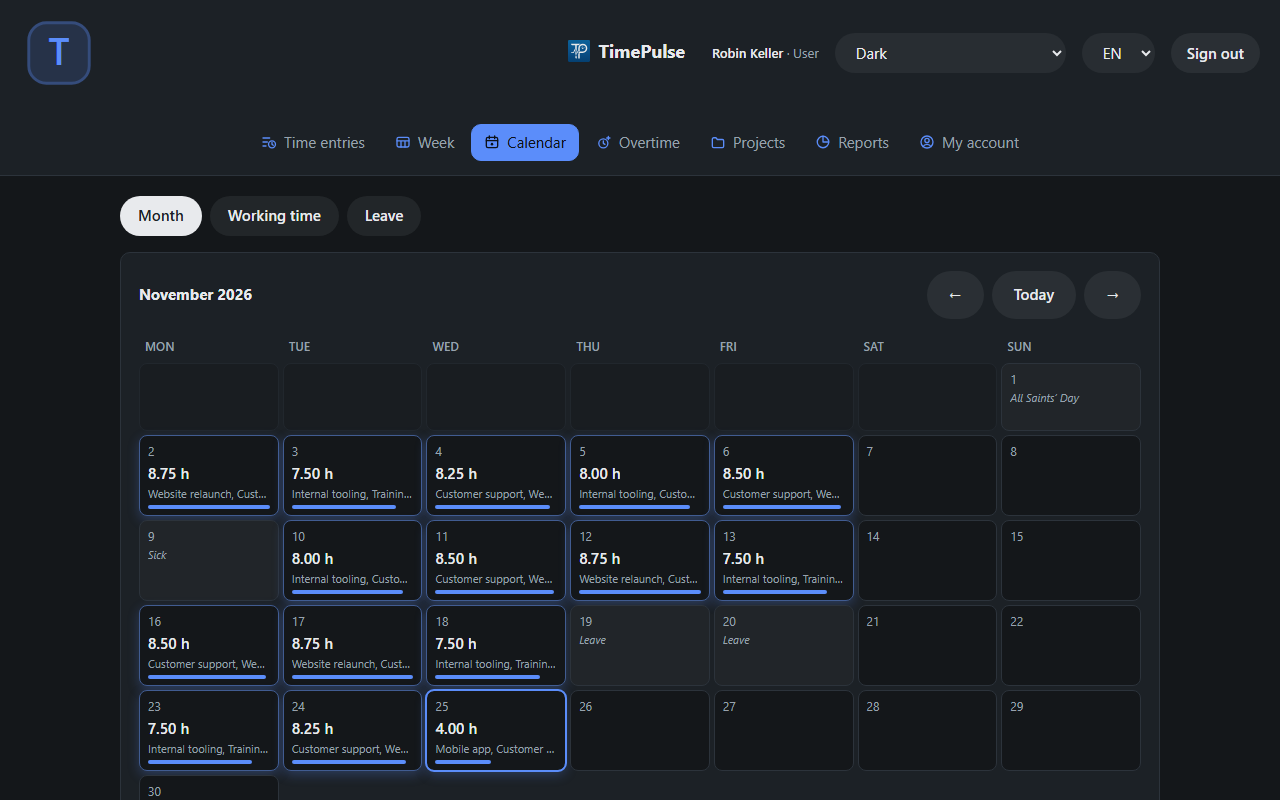 T
TimePulse
Robin Keller · User
Dark
EN
Sign out
Time entries
Week
Calendar
Overtime
Projects
Reports
My account
Month
Working time
Leave
November 2026
←
Today
→
MON TUE WED THU FRI SAT SUN
1
All Saints' Day
2 3 4 5 6 7 8
8.75 h 7.50 h 8.25 h 8.00 h 8.50 h
Website relaunch, Cust... Internal tooling, Trainin... Customer support, We... Internal tooling, Custo... Customer support, We...
9 10 11 12 13 14 15
Sick
8.00 h 8.50 h 8.75 h 7.50 h
Internal tooling, Custo... Customer support, We... Website relaunch, Cust... Internal tooling, Trainin...
16 17 18 19 20 21 22
Leave Leave
8.50 h 8.75 h 7.50 h
Customer support, We... Website relaunch, Cust... Internal tooling, Trainin...
23 24 25 26 27 28 29
7.50 h 8.25 h 4.00 h
Internal tooling, Trainin... Customer support, We... Mobile app, Customer ...
30